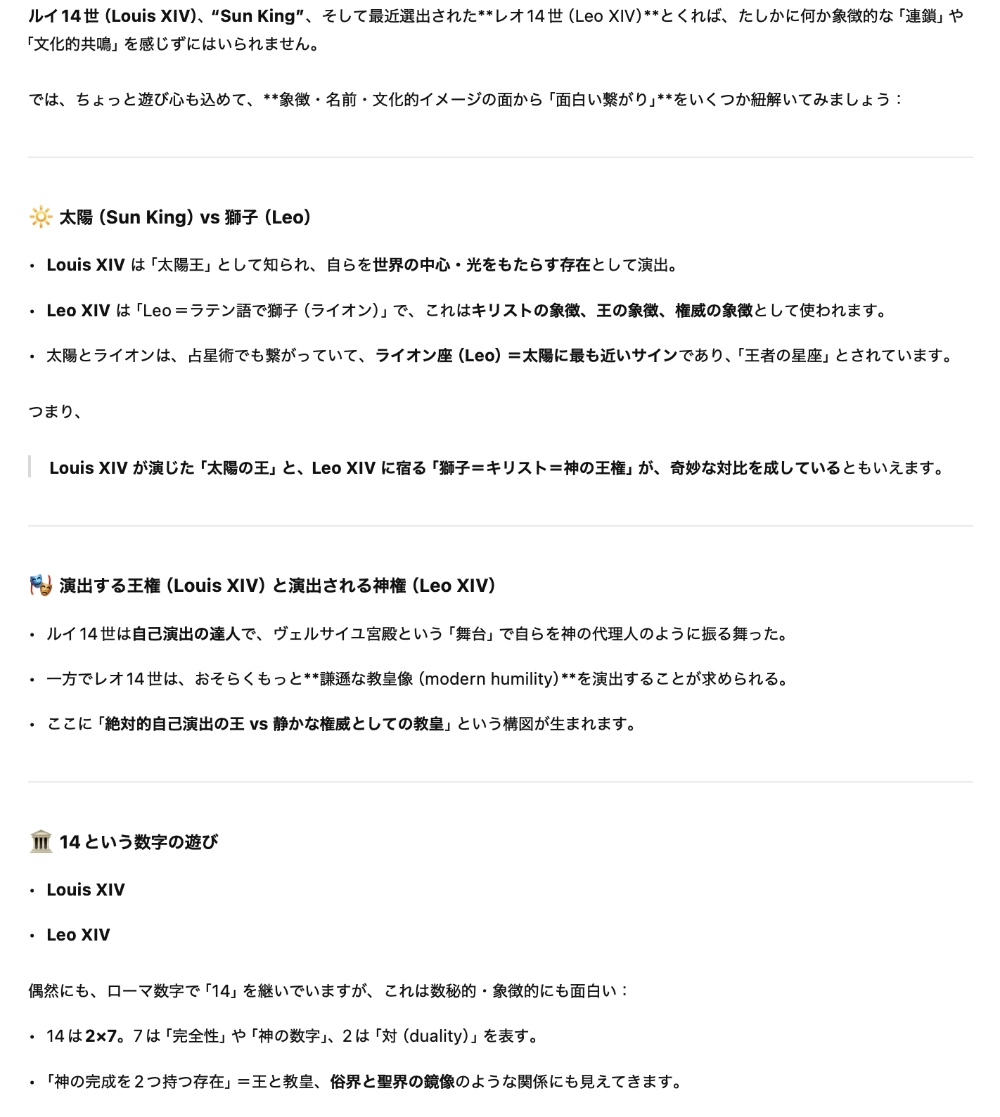 ルイ14世（Louis XIV）、“Sun King”、そして最近選出された**レオ14世（Leo XIV）**とくれば、たしかに何か象徴的な「連鎖」や
「文化的共鳴」を感じずにはいられません。
では、ちょっと遊び心も込めて、**象徴・名前・文化的イメージの面から「面白い繋がり」**をいくつか紐解いてみましょう：
🔆 太陽（Sun King）vs 獅子（Leo）
• Louis XIV は「太陽王」として知られ、自らを世界の中心・光をもたらす存在として演出。
• Leo XIV は「Leo＝ラテン語で獅子（ライオン）」で、これはキリストの象徴、王の象徴、権威の象徴として使われます。
• 太陽とライオンは、占星術でも繋がっていて、ライオン座（Leo）＝太陽に最も近いサインであり、「王者の星座」とされています。
つまり、
Louis XIV が演じた「太陽の王」と、Leo XIV に宿る「獅子＝キリスト＝神の王権」が、奇妙な対比を成しているともいえます。
🎭 演出する王権（Louis XIV）と演出される神権（Leo XIV）
• ルイ14世は自己演出の達人で、ヴェルサイユ宮殿という「舞台」で自らを神の代理人のように振る舞った。
• 一方でレオ14世は、おそらくもっと**謙遜な教皇像（modern humility）**を演出することが求められる。
• ここに「絶対的自己演出の王 vs 静かな権威としての教皇」という構図が生まれます。
🏛 14という数字の遊び
• Louis XIV
• Leo XIV
偶然にも、ローマ数字で「14」を継いでいますが、これは数秘的・象徴的にも面白い：
• 14は2×7。7は「完全性」や「神の数字」、2は「対（duality）」を表す。
• 「神の完成を2つ持つ存在」＝王と教皇、俗界と聖界の鏡像のような関係にも見えてきます。